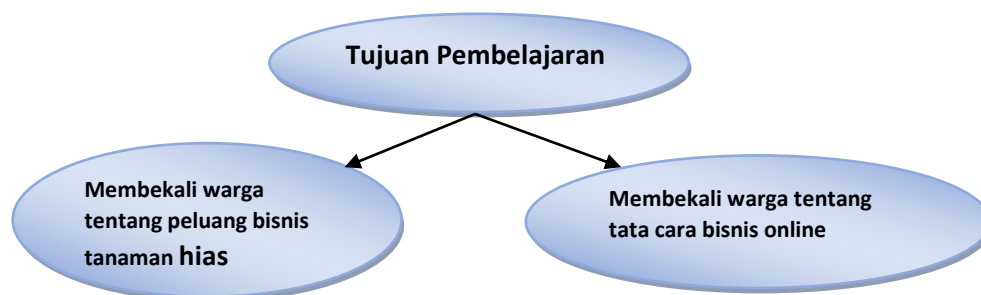 Tujuan Pembelajaran
Membekali warga
tentang peluang bisnis
tanaman hias
Membekali warga tentang
tata cara bisnis online